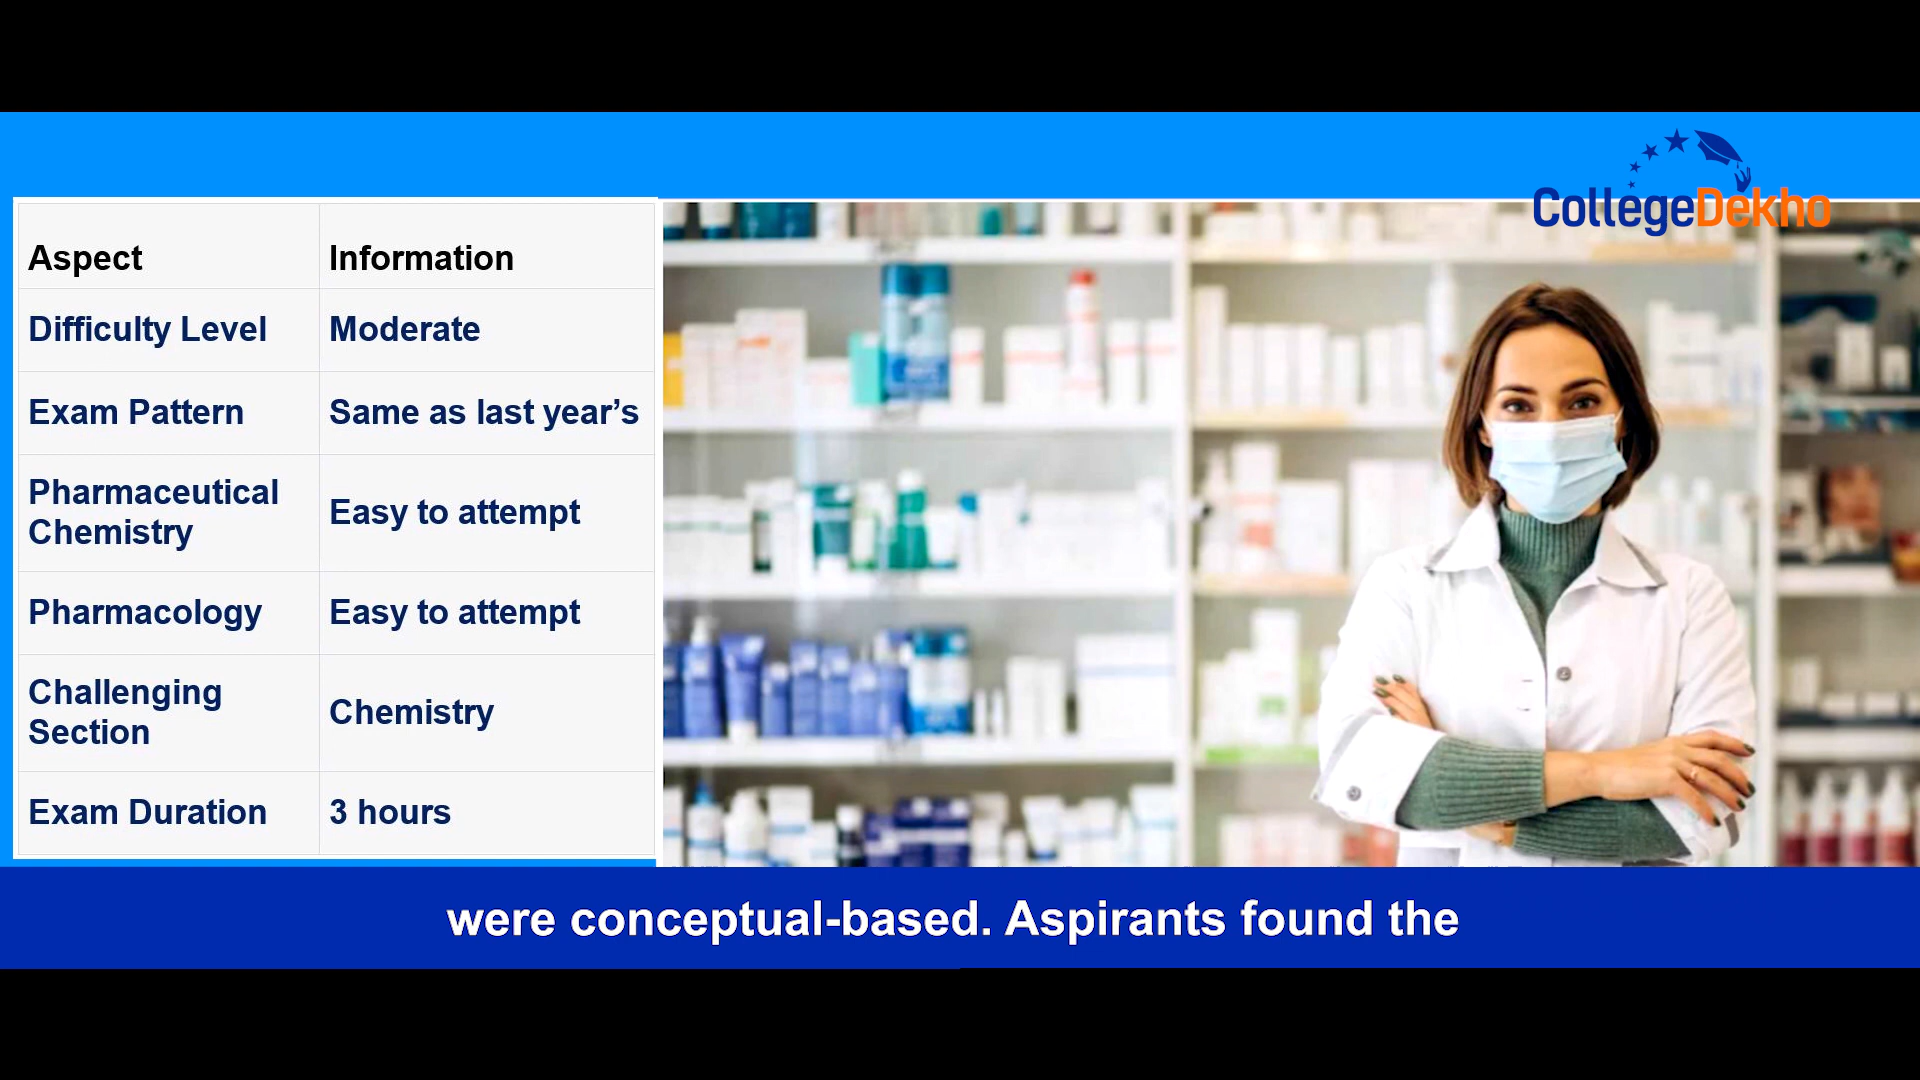 CollegeDekho
Aspect Information
Difficulty Level Moderate
Exam Pattern Same as last year’s
Pharmaceutical
Chemistry
Easy to attempt
Pharmacology Easy to attempt
Challenging
Section
Chemistry
Exam Duration 3 hours
were conceptual-based. Aspirants found the